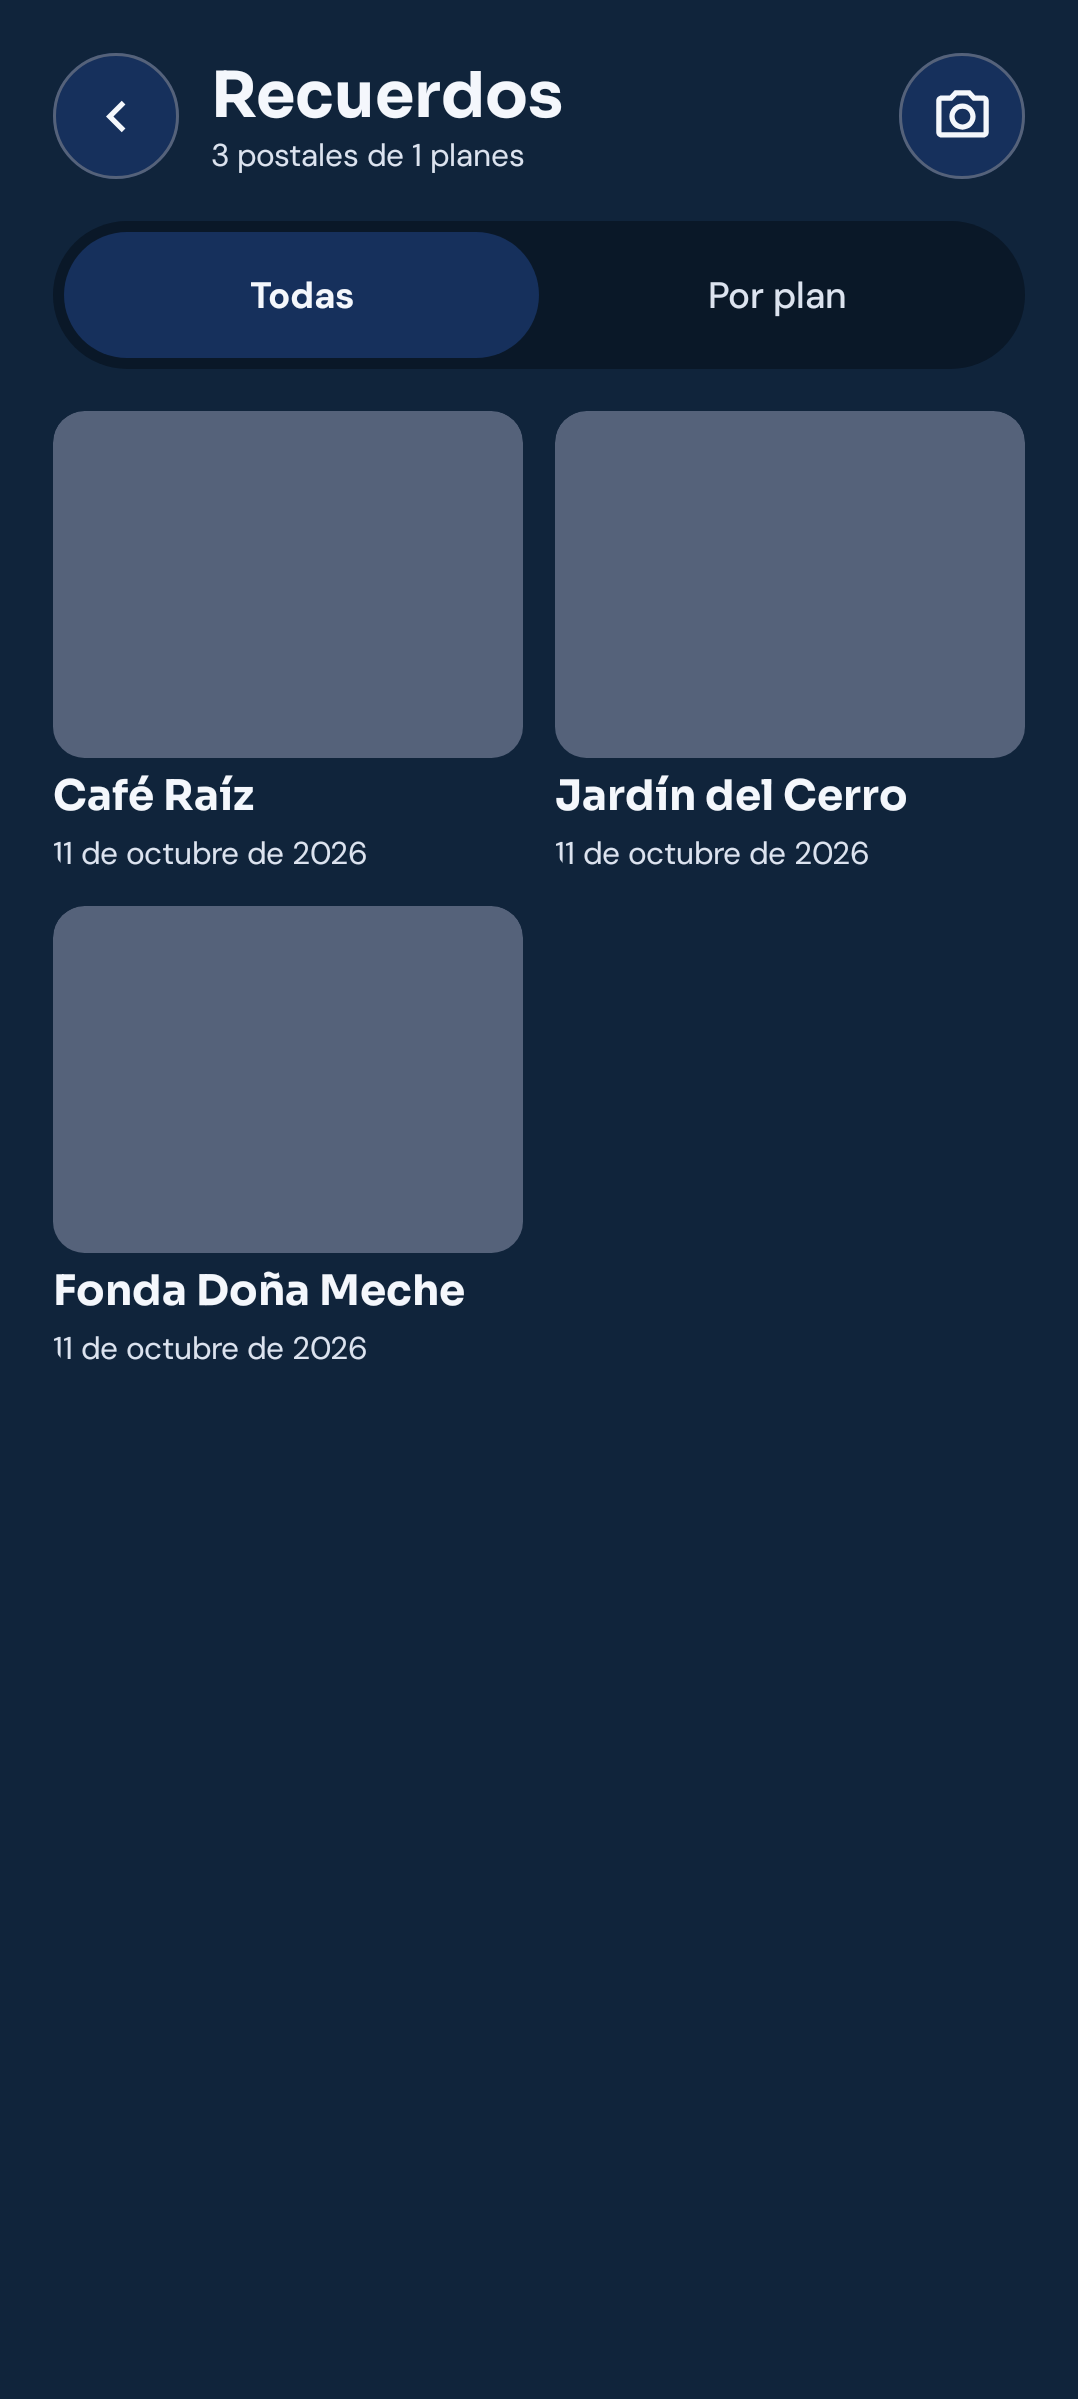 Recuerdos
3 postales de 1 planes
Todas
Por plan
Café Raíz
11 de octubre de 2026
Jardín del Cerro
11 de octubre de 2026
Fonda Doña Meche
11 de octubre de 2026